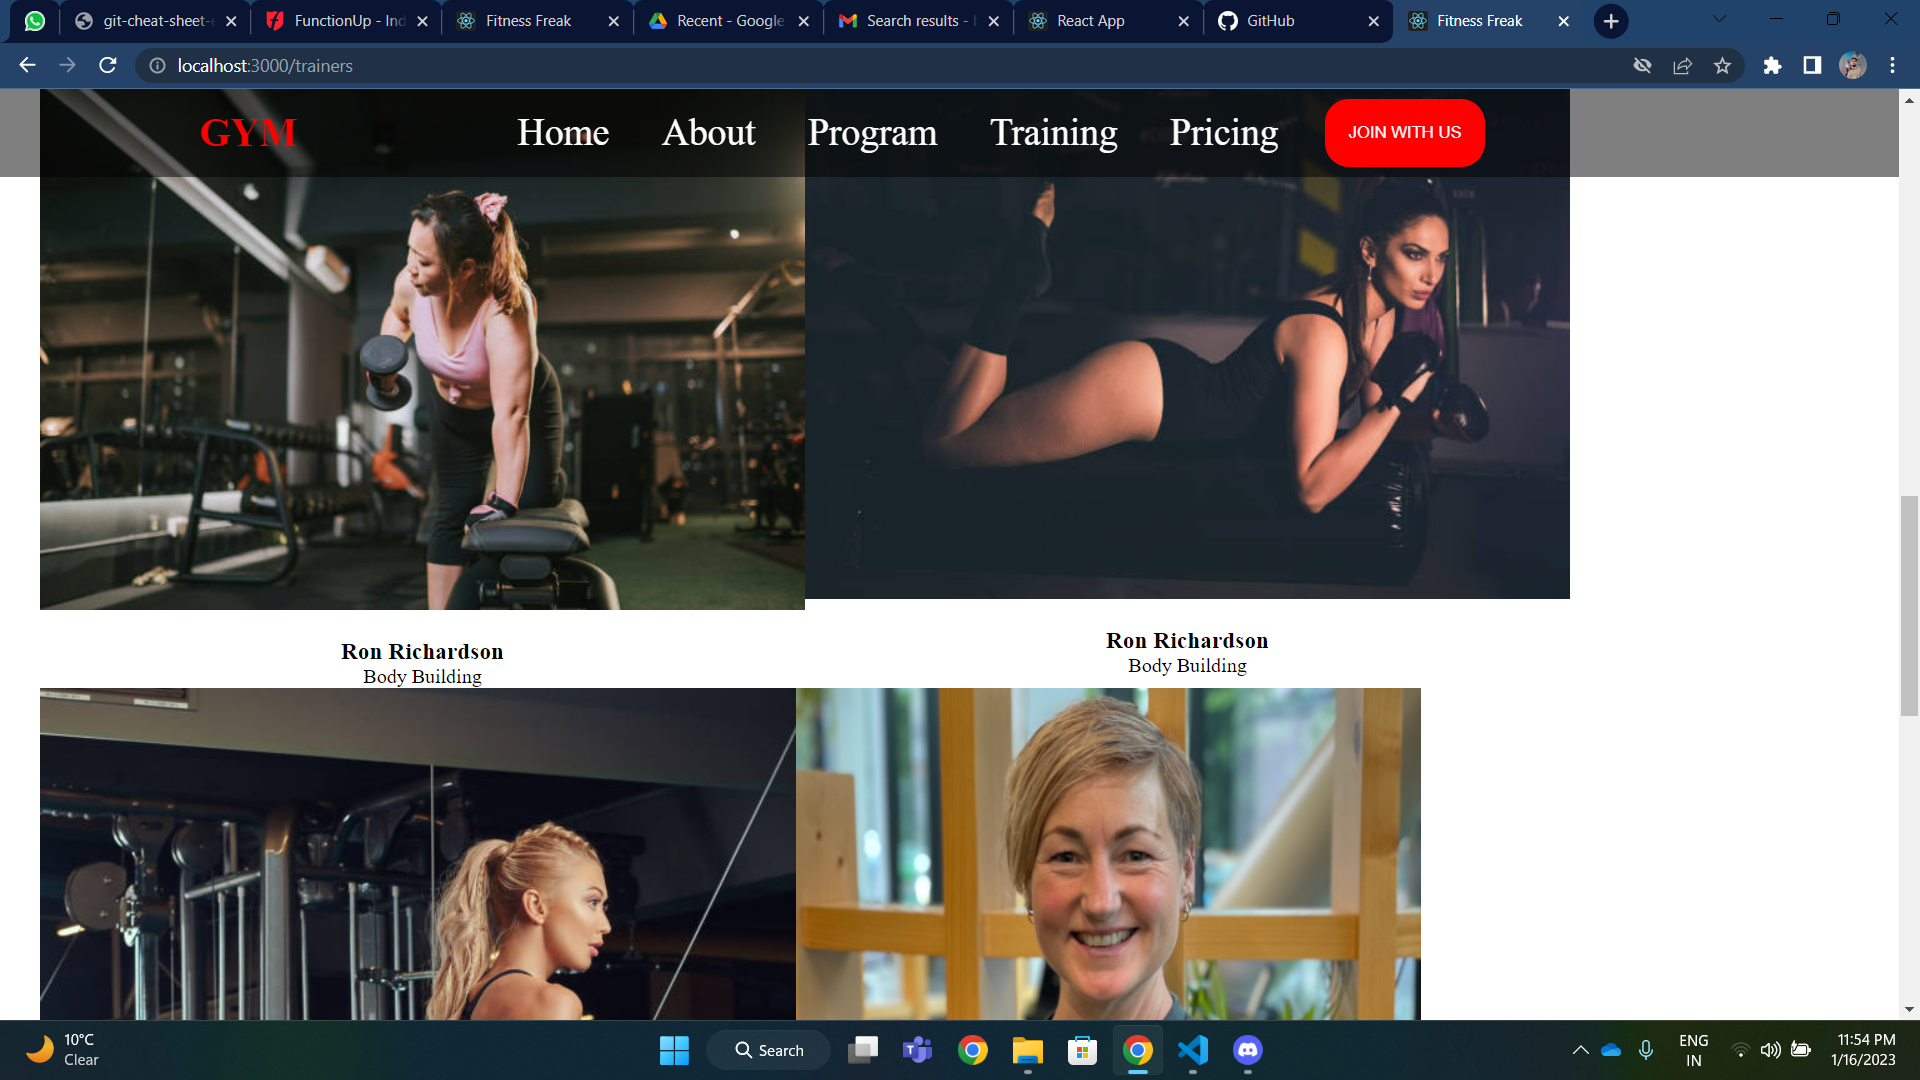 git-cheat-sheet-e
FunctionUp - Ind
Fitness Freak
Recent - Google
Search results - h
React App
GitHub
Fitness Freak
localhost:3000/trainers
GYM
Home
About
Program
Training
Pricing
JOIN WITH US
Ron Richardson
Body Building
Ron Richardson
Body Building
10°C
Clear
Search
ENG
IN
11:54 PM
1/16/2023